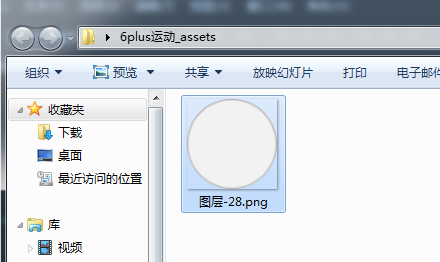 6plus运动_assets
组织 预览 共享 放映幻灯片 打印 电子邮件
收藏夹
下载
桌面
最近访问的位置
库
视频
图层-28.png